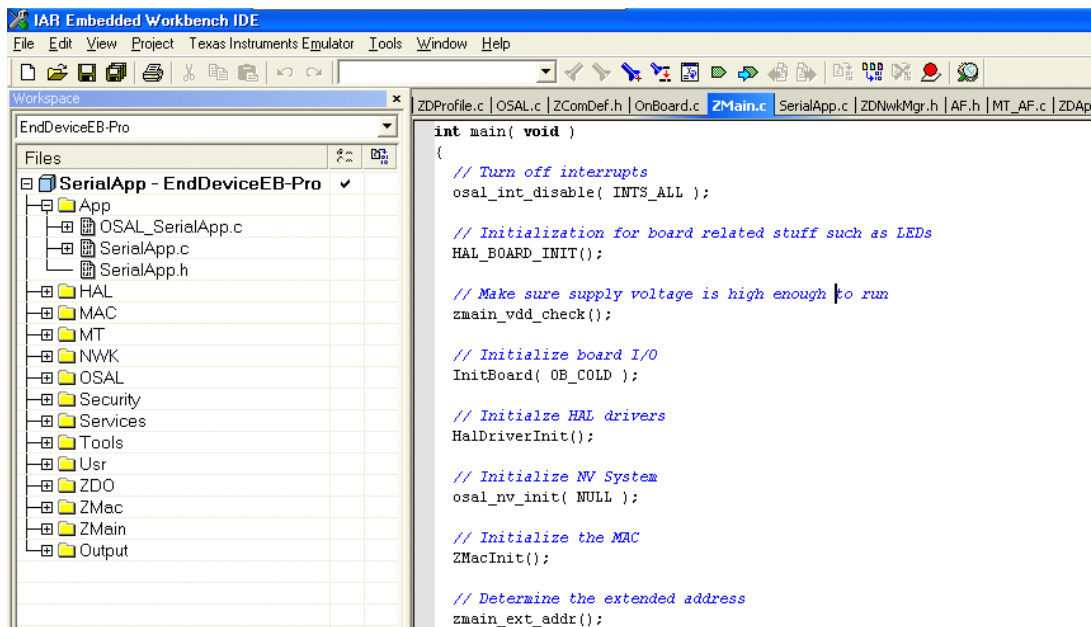 IAR Embedded Workbench IDE
File Edit View Project Texas Instruments Emulator Tools Window Help
Workspace
EndDeviceEB-Pro
Files
SerialApp - EndDeviceEB-Pro
App
OSAL_SerialApp.c
SerialApp.c
SerialApp.h
HAL
MAC
MT
NWK
OSAL
Security
Services
Tools
Usr
ZDO
ZMac
ZMain
Output
ZDProfile.c | OSAL.c | ZComDef.h | OnBoard.c ZMain.c SerialApp.c | ZDNwkMgr.h | AF.h | MT_AF.c | ZDAp
int main( void )
{
// Turn off interrupts
osal_int_disable( INTS_ALL );
// Initialization for board related stuff such as LEDs
HAL_BOARD_INIT();
// Make sure supply voltage is high enough to run
zmain_vdd_check();
// Initialize board I/O
InitBoard( OB_COLD );
// Initialze HAL drivers
HalDriverInit();
// Initialize NV System
osal_nv_init( NULL );
// Initialize the MAC
ZMacInit();
// Determine the extended address
zmain_ext_addr();